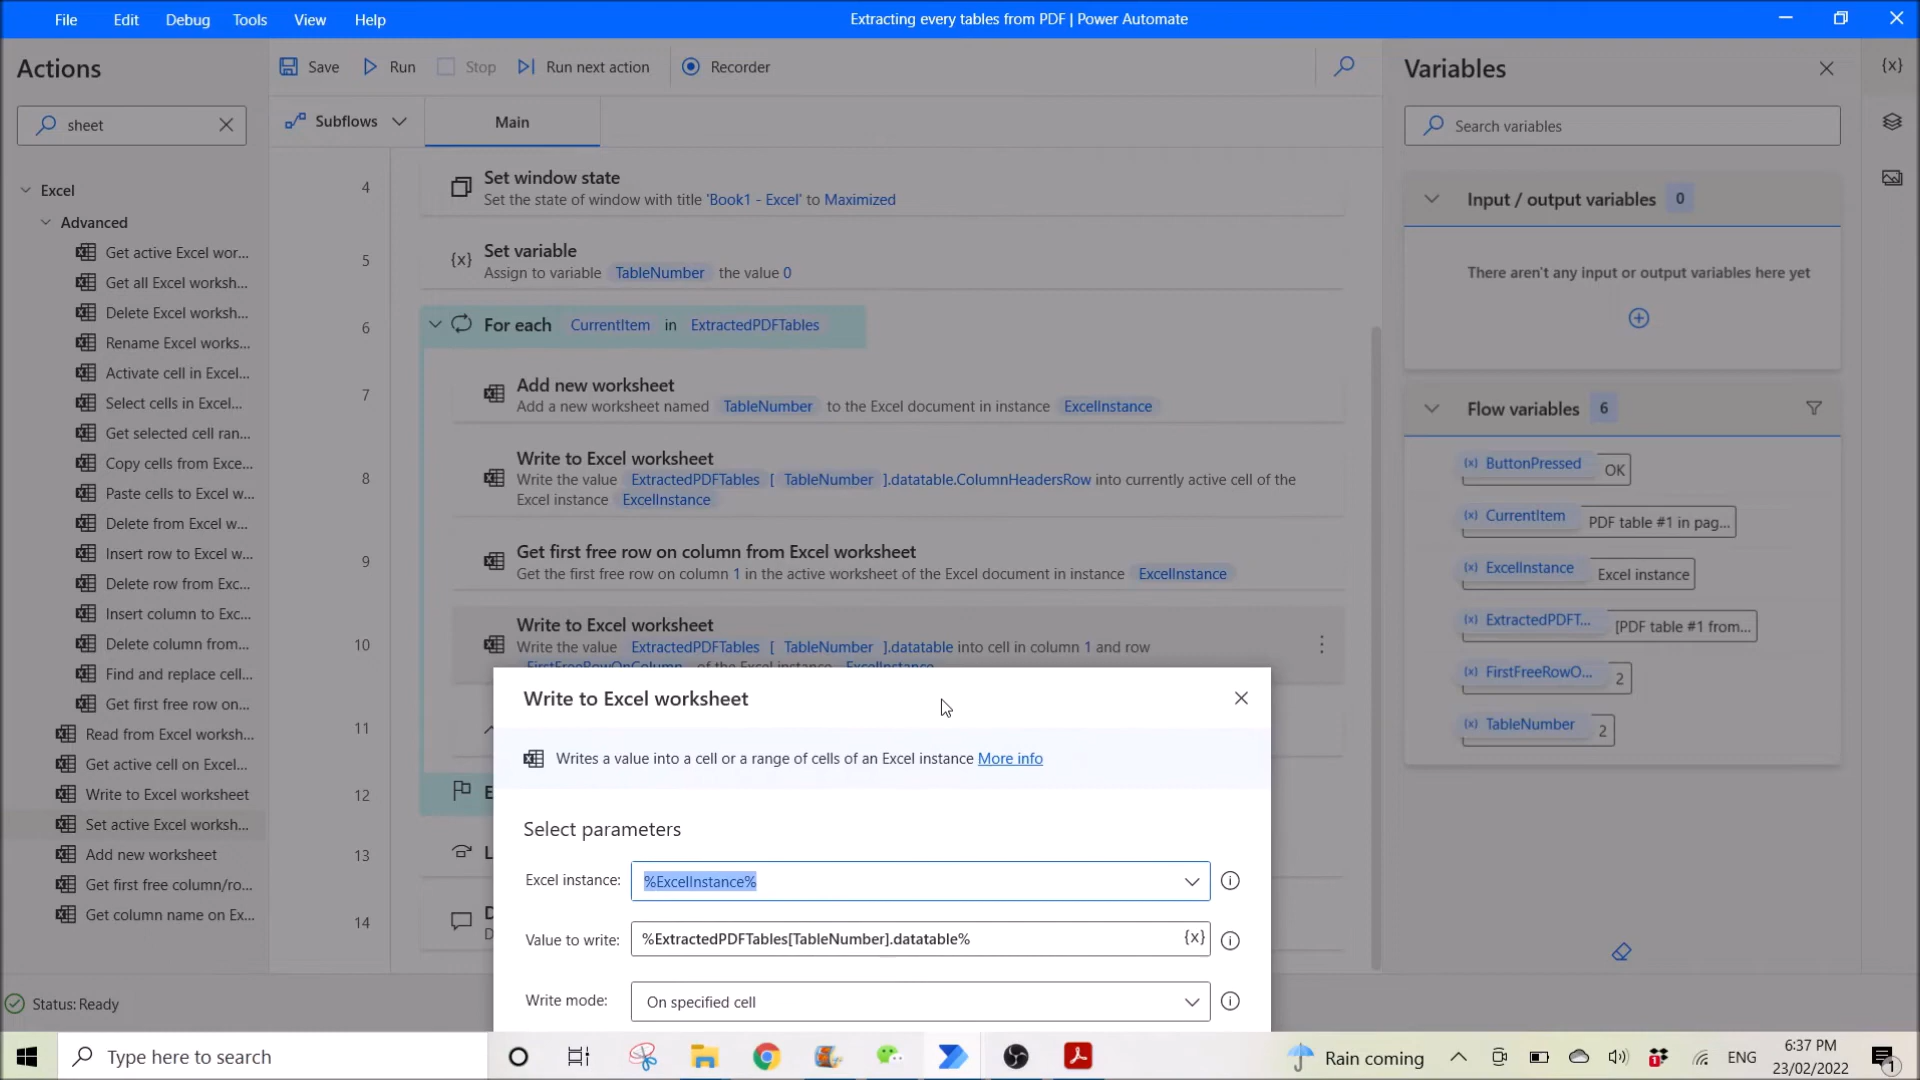 File Edit Debug Tools View Help
Extracting every tables from PDF | Power Automate
Actions
sheet
Excel
Advanced
Get active Excel wor...
Get all Excel worksh...
Delete Excel worksh...
Rename Excel works...
Activate cell in Excel...
Select cells in Excel...
Get selected cell ran...
Copy cells from Exce...
Paste cells to Excel w...
Delete from Excel w...
Insert row to Excel w...
Delete row from Exc...
Insert column to Exc...
Delete column from...
Find and replace cell...
Get first free row on...
Read from Excel worksh...
Get active cell on Excel...
Write to Excel worksheet
Set active Excel worksh...
Add new worksheet
Get first free column/ro...
Get column name on Ex...
Status: Ready
Save Run Stop Run next action Recorder
Subflows Main
4 Set window state
Set the state of window with title 'Book1 - Excel' to Maximized
5 {x} Set variable
Assign to variable TableNumber the value 0
6 For each CurrentItem in ExtractedPDFTables
7 Add new worksheet
Add a new worksheet named TableNumber to the Excel document in instance ExcelInstance
8 Write to Excel worksheet
Write the value ExtractedPDFTables [ TableNumber ].datatable.ColumnHeadersRow into currently active cell of the
Excel instance ExcelInstance
9 Get first free row on column from Excel worksheet
Get the first free row on column 1 in the active worksheet of the Excel document in instance ExcelInstance
10 Write to Excel worksheet
Write the value ExtractedPDFTables [ TableNumber ].datatable into cell in column 1 and row
FirstFreeRowOnColumn of the Excel instance ExcelInstance
11
12 E
13 L
14 D
Write to Excel worksheet
Writes a value into a cell or a range of cells of an Excel instance More info
Select parameters
Excel instance: %ExcelInstance%
Value to write: %ExtractedPDFTables[TableNumber].datatable% {x}
Write mode: On specified cell
Variables
{x}
Search variables
Input / output variables 0
There aren't any input or output variables here yet
Flow variables 6
{x} ButtonPressed OK
{x} CurrentItem PDF table #1 in pag...
{x} ExcelInstance Excel instance
{x} ExtractedPDFT... [PDF table #1 from...
{x} FirstFreeRowO... 2
{x} TableNumber 2
Type here to search
Rain coming
1
ENG
6:37 PM
23/02/2022
1